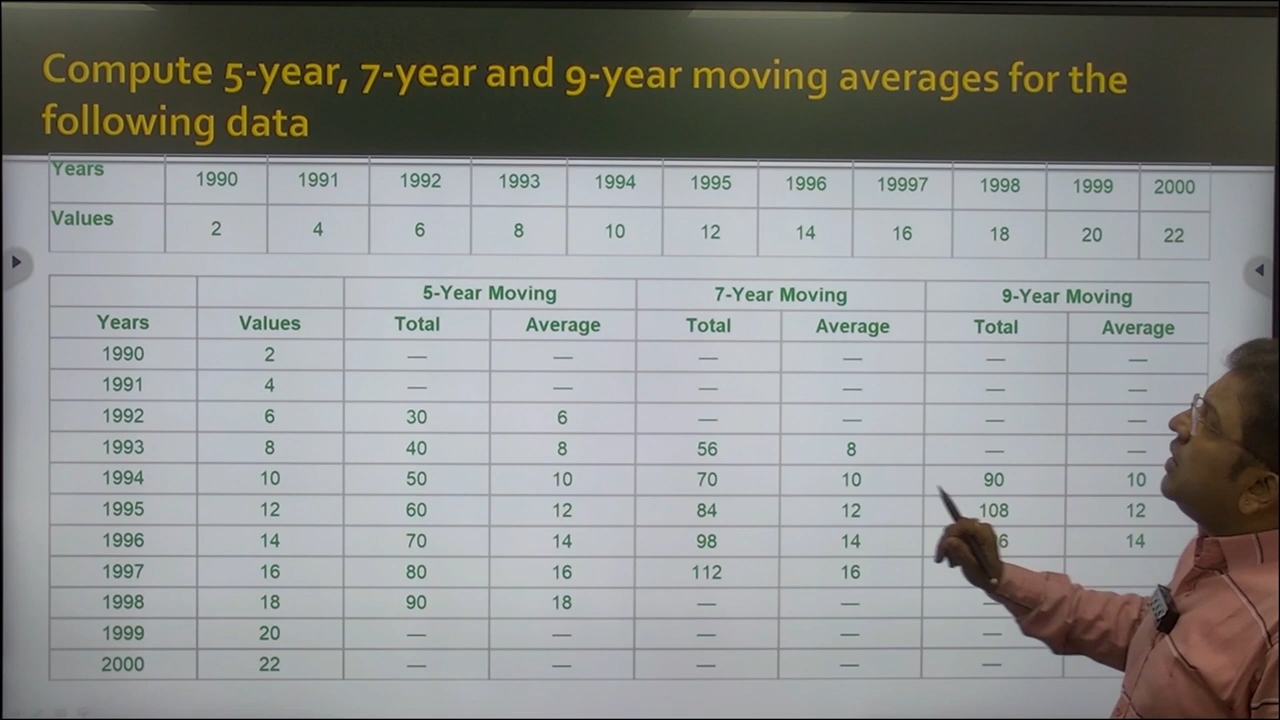 Compute 5-year, 7-year and 9-year moving averages for the
following data
Years 1990 1991 1992 1993 1994 1995 1996 19997 1998 1999 2000
Values 2 4 6 8 10 12 14 16 18 20 22
5-Year Moving 7-Year Moving 9-Year Moving
Years Values Total Average Total Average Total Average
1990 2 — — — — — —
1991 4 — — — — — —
1992 6 30 6 — — — —
1993 8 40 8 56 8 — —
1994 10 50 10 70 10 90 10
1995 12 60 12 84 12 108 12
1996 14 70 14 98 14 6 14
1997 16 80 16 112 16
1998 18 90 18 — — —
1999 20 — — — — —
2000 22 — — — — —